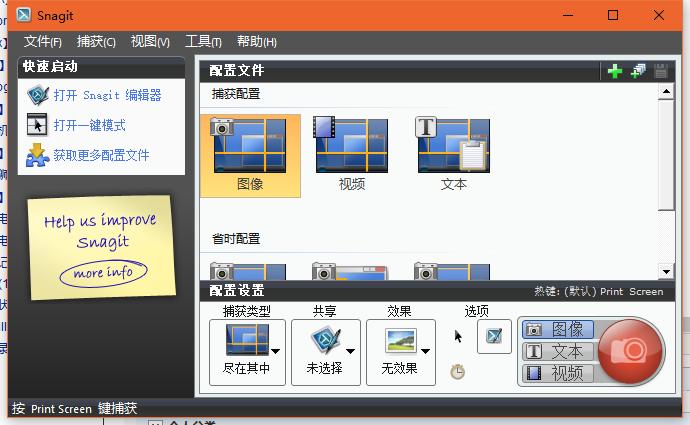 Snagit
文件(F) 捕获(C) 视图(V) 工具(T) 帮助(H)
快速启动
打开 Snagit 编辑器
打开一键模式
获取更多配置文件
Help us improve
Snagit
more info
配置文件
捕获配置
图像 视频 文本
T
省时配置
配置设置 热键: (默认) Print Screen
捕获类型 共享 效果 选项
尽在其中 未选择 无效果
图像
T 文本
视频
按 Print Screen 键捕获